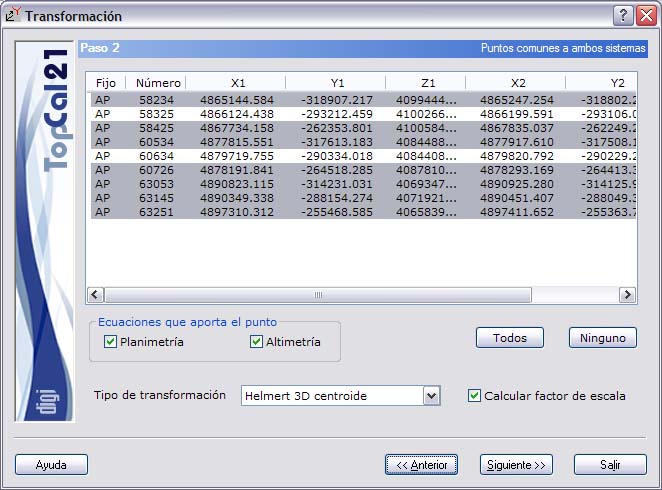 Transformación
Paso 2
Puntos comunes a ambos sistemas
TopCal 21
digi
Fijo Número X1 Y1 Z1 X2 Y2
AP 58234 4865144.584 -318907.217 4099444... 4865247.254 -318802.2
AP 58325 4866124.438 -293212.459 4100266... 4866199.591 -293106.0
AP 58425 4867734.158 -262353.801 4100584... 4867835.037 -262249.2
AP 60534 4877815.551 -317613.183 4084488... 4877917.610 -317508.1
AP 60634 4879719.755 -290334.018 4084408... 4879820.792 -290229.2
AP 60726 4878191.841 -264518.285 4087810... 4878293.169 -264413.3
AP 63053 4890823.115 -314231.031 4069347... 4890925.280 -314125.9
AP 63145 4890349.338 -288154.274 4071921... 4890451.407 -288049.3
AP 63251 4897310.312 -255468.585 4065839... 4897411.652 -255363.7
Ecuaciones que aporta el punto
Planimetría Altimetría
Todos Ninguno
Tipo de transformación Helmert 3D centroide Calcular factor de escala
Ayuda << Anterior Siguiente >> Salir